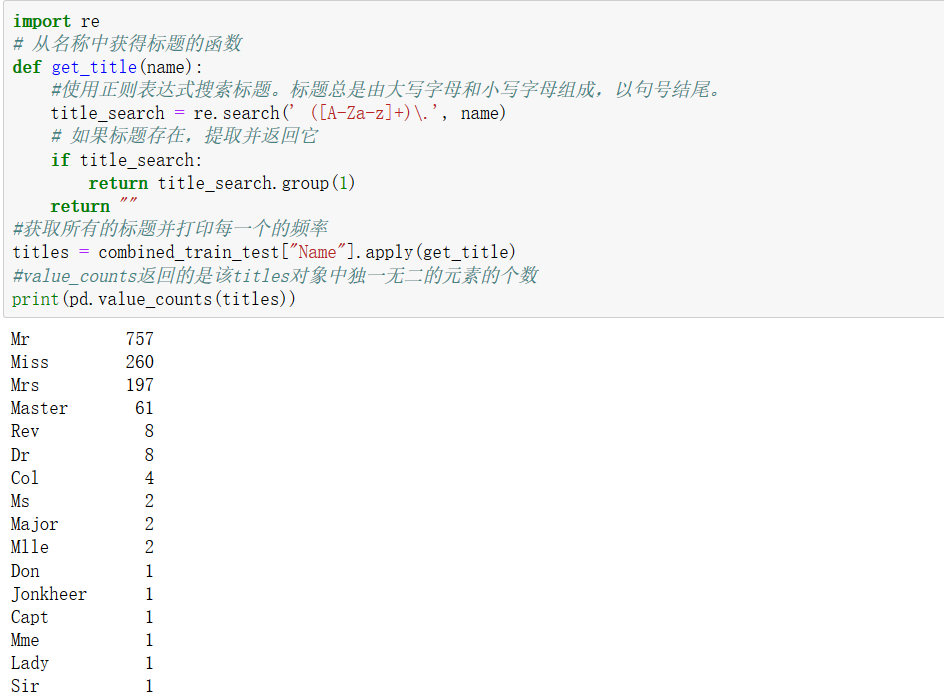 import re
# 从名称中获得标题的函数
def get_title(name):
    #使用正则表达式搜索标题。标题总是由大写字母和小写字母组成，以句号结尾。
    title_search = re.search(' ([A-Za-z]+)\.', name)
    # 如果标题存在，提取并返回它
    if title_search:
        return title_search.group(1)
    return ""
#获取所有的标题并打印每一个的频率
titles = combined_train_test["Name"].apply(get_title)
#value_counts返回的是该titles对象中独一无二的元素的个数
print(pd.value_counts(titles))
Mr          757
Miss        260
Mrs         197
Master       61
Rev           8
Dr            8
Col           4
Ms            2
Major         2
Mlle          2
Don           1
Jonkheer      1
Capt          1
Mme           1
Lady          1
Sir           1